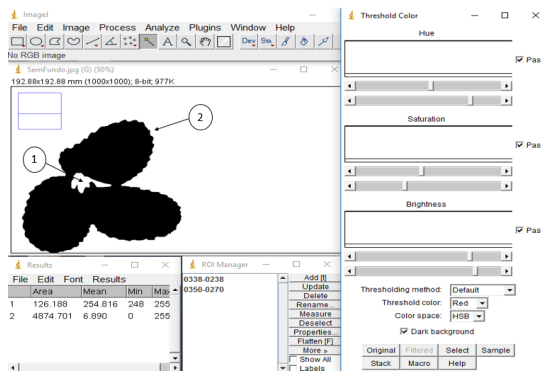 ImageJ
File Edit Image Process Analyze Plugins Window Help
A Dev Stk
No RGB image
SemFundo.jpg (G) (50%)
192.88x192.88 mm (1000x1000); 8-bit; 977K
2
1
Results
File Edit Font Results
Area Mean Min Max
1 126.188 254.816 248 255
2 4874.701 6.890 0 255
ROI Manager
0338-0238
0350-0270
Add [t]
Update
Delete
Rename...
Measure
Deselect
Properties...
Flatten [F]
More »
Show All
Labels
Threshold Color
Hue
Pas
Saturation
Pas
Brightness
Pas
Thresholding method: Default
Threshold color: Red
Color space: HSB
Dark background
Original Filtered Select Sample
Stack Macro Help